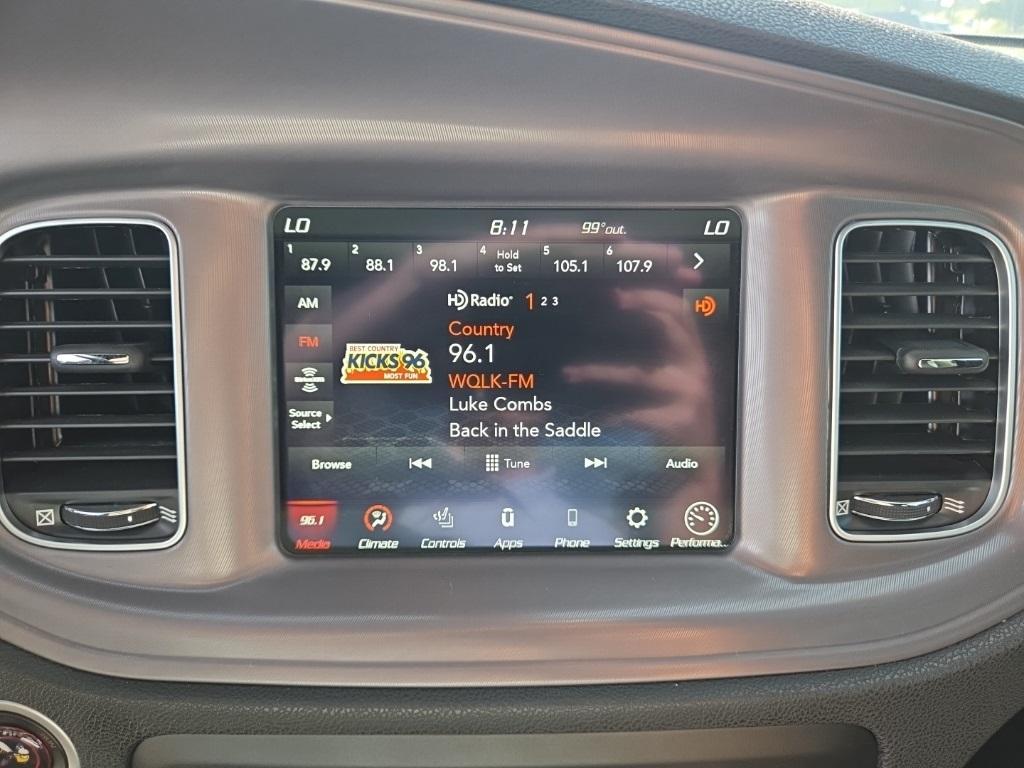 LO 8:11 99°out. LO
1 87.9 2 88.1 3 98.1 4 Hold to Set 5 105.1 6 107.9
AM
HD Radio 1 2 3
HD
FM
Country
BEST COUNTRY
KICKS 96
MOST FUN
96.1
WQLK-FM
SiriusXM
Luke Combs
Source
Select
Back in the Saddle
Browse Tune Audio
96.1
Media Climate Controls Apps Phone Settings Performa...